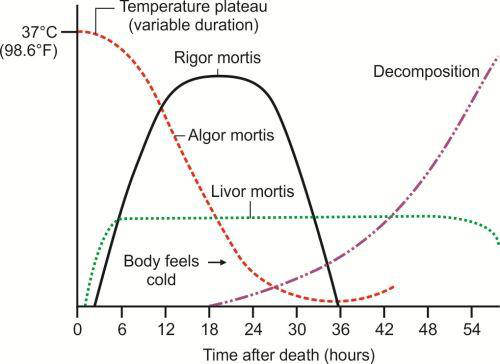 Temperature plateau
(variable duration)
37°C
(98.6°F)
Rigor mortis
Decomposition
Algor mortis
Livor mortis
Body feels
cold
0 6 12 18 24 30 36 42 48 54
Time after death (hours)